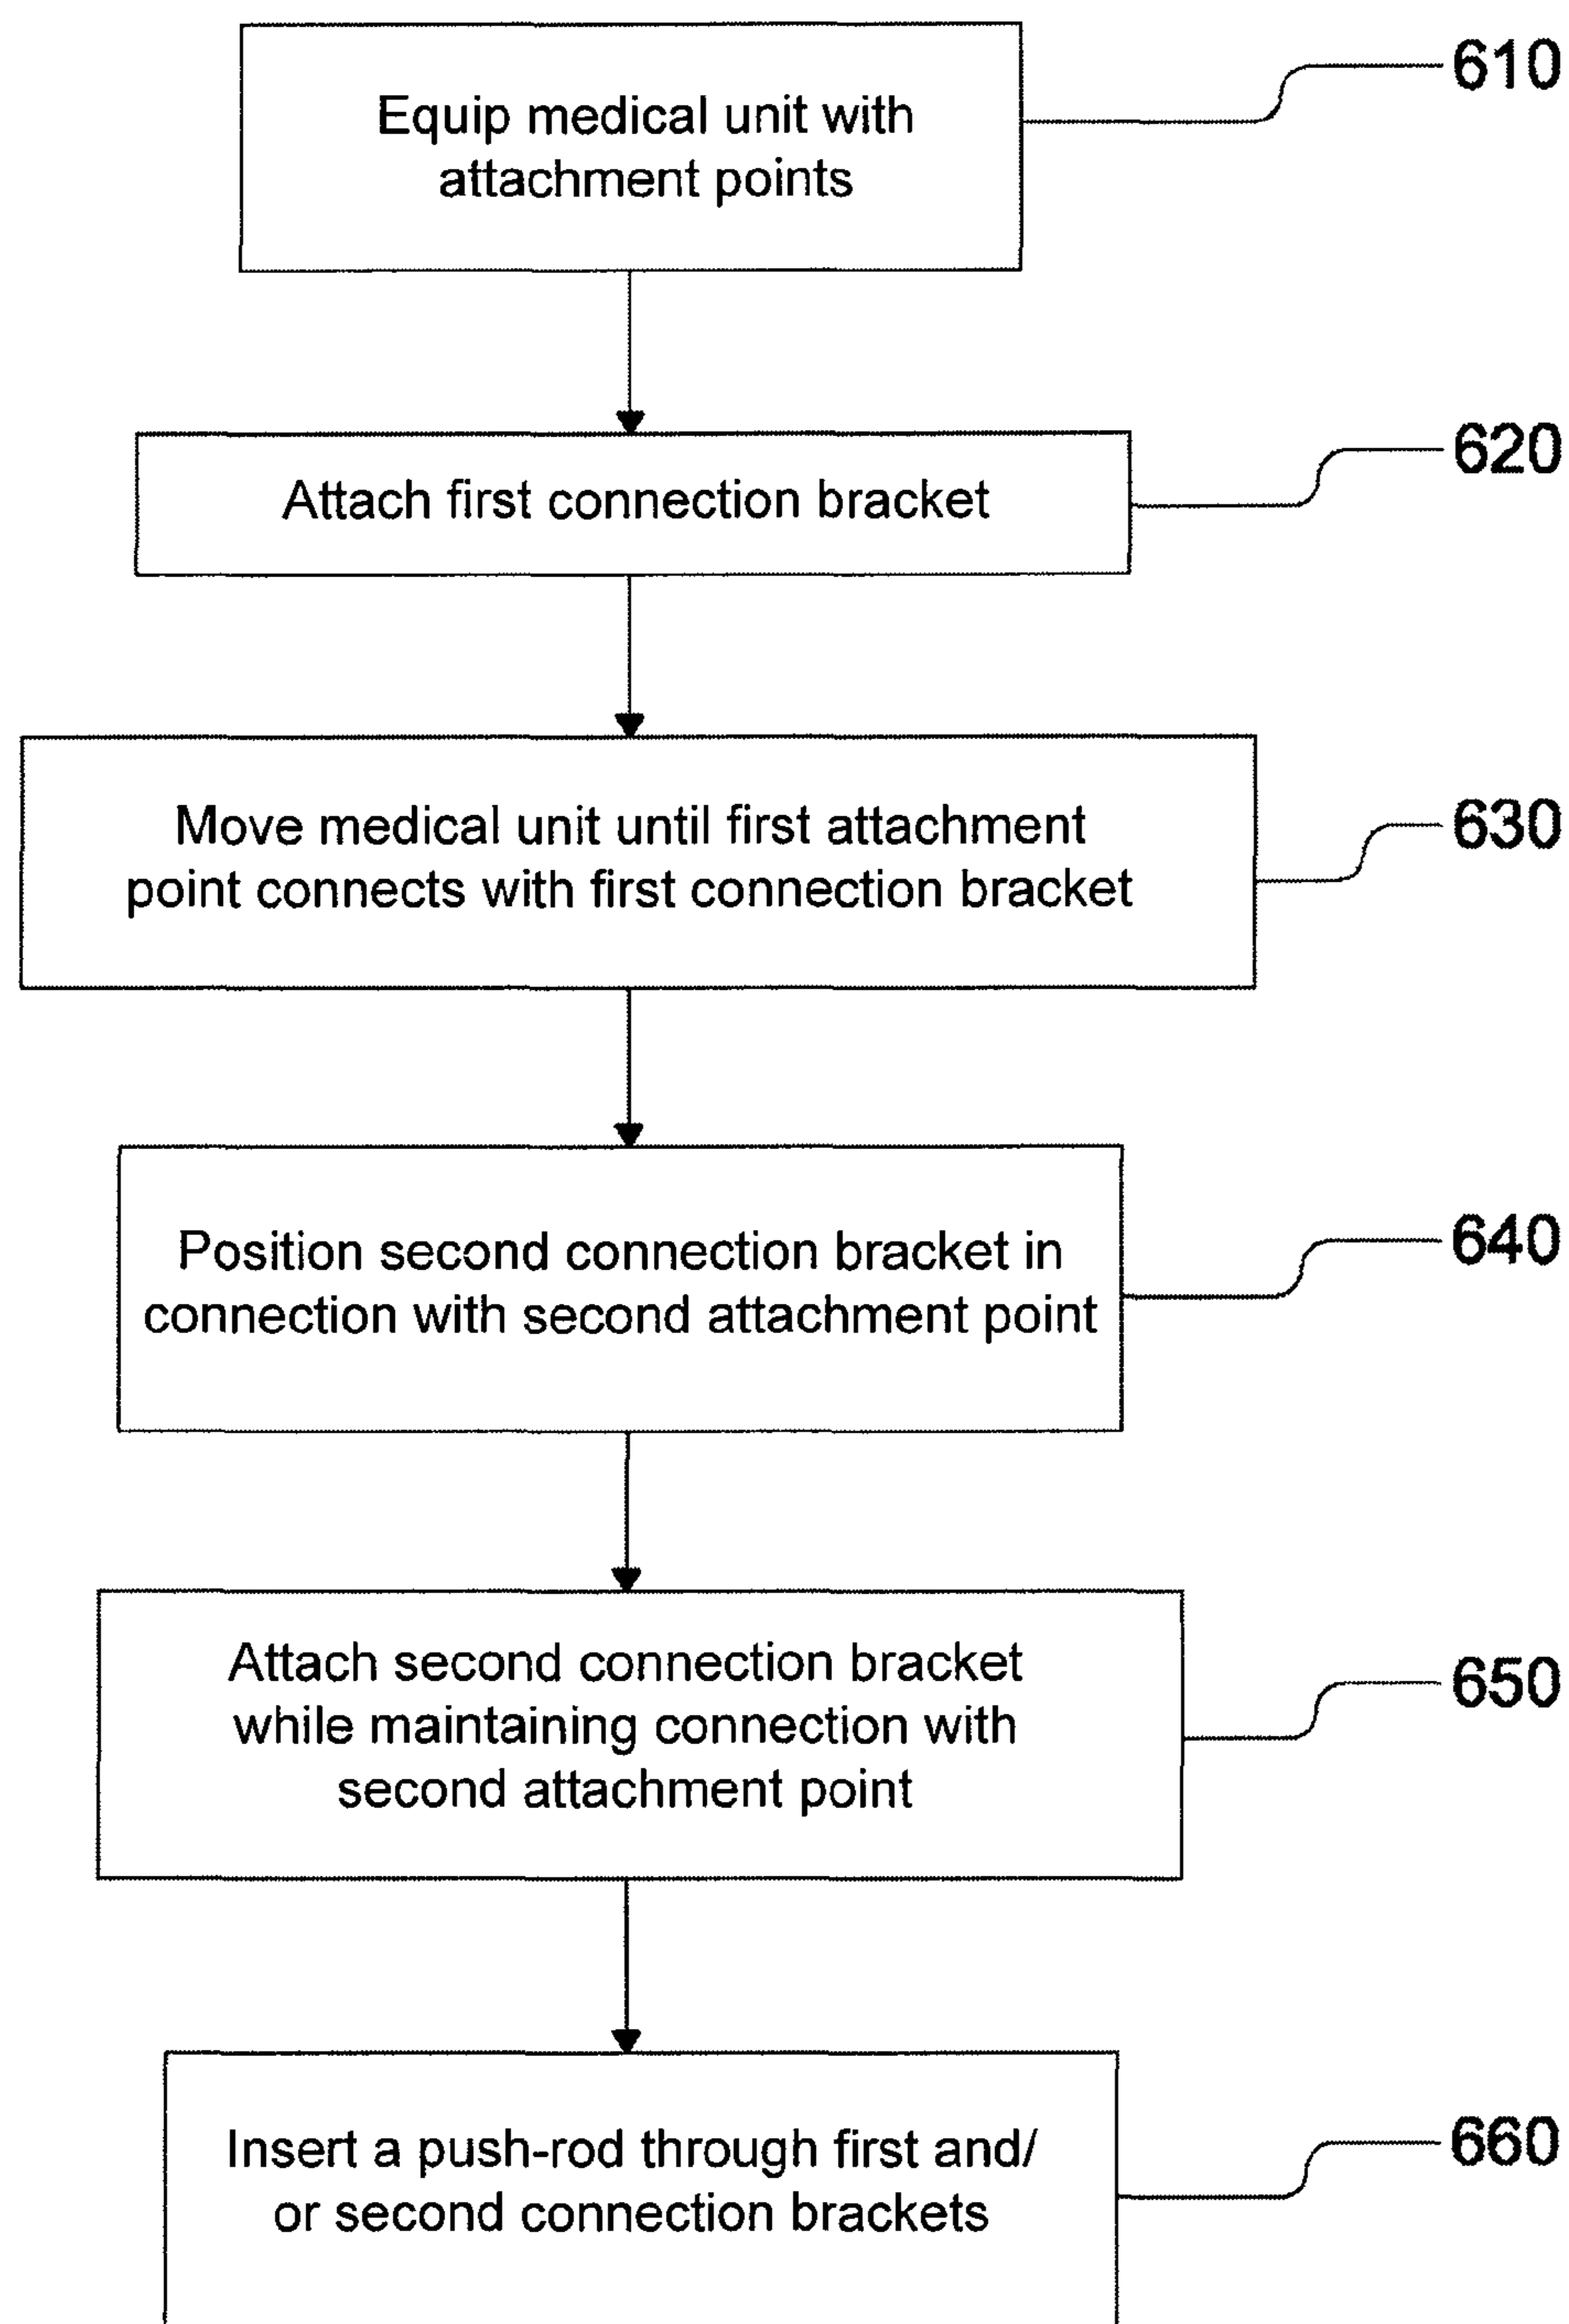 Equip medical unit with
attachment points
610
Attach first connection bracket
620
Move medical unit until first attachment
point connects with first connection bracket
630
Position second connection bracket in
connection with second attachment point
640
Attach second connection bracket
while maintaining connection with
second attachment point
650
Insert a push-rod through first and/
or second connection brackets
660